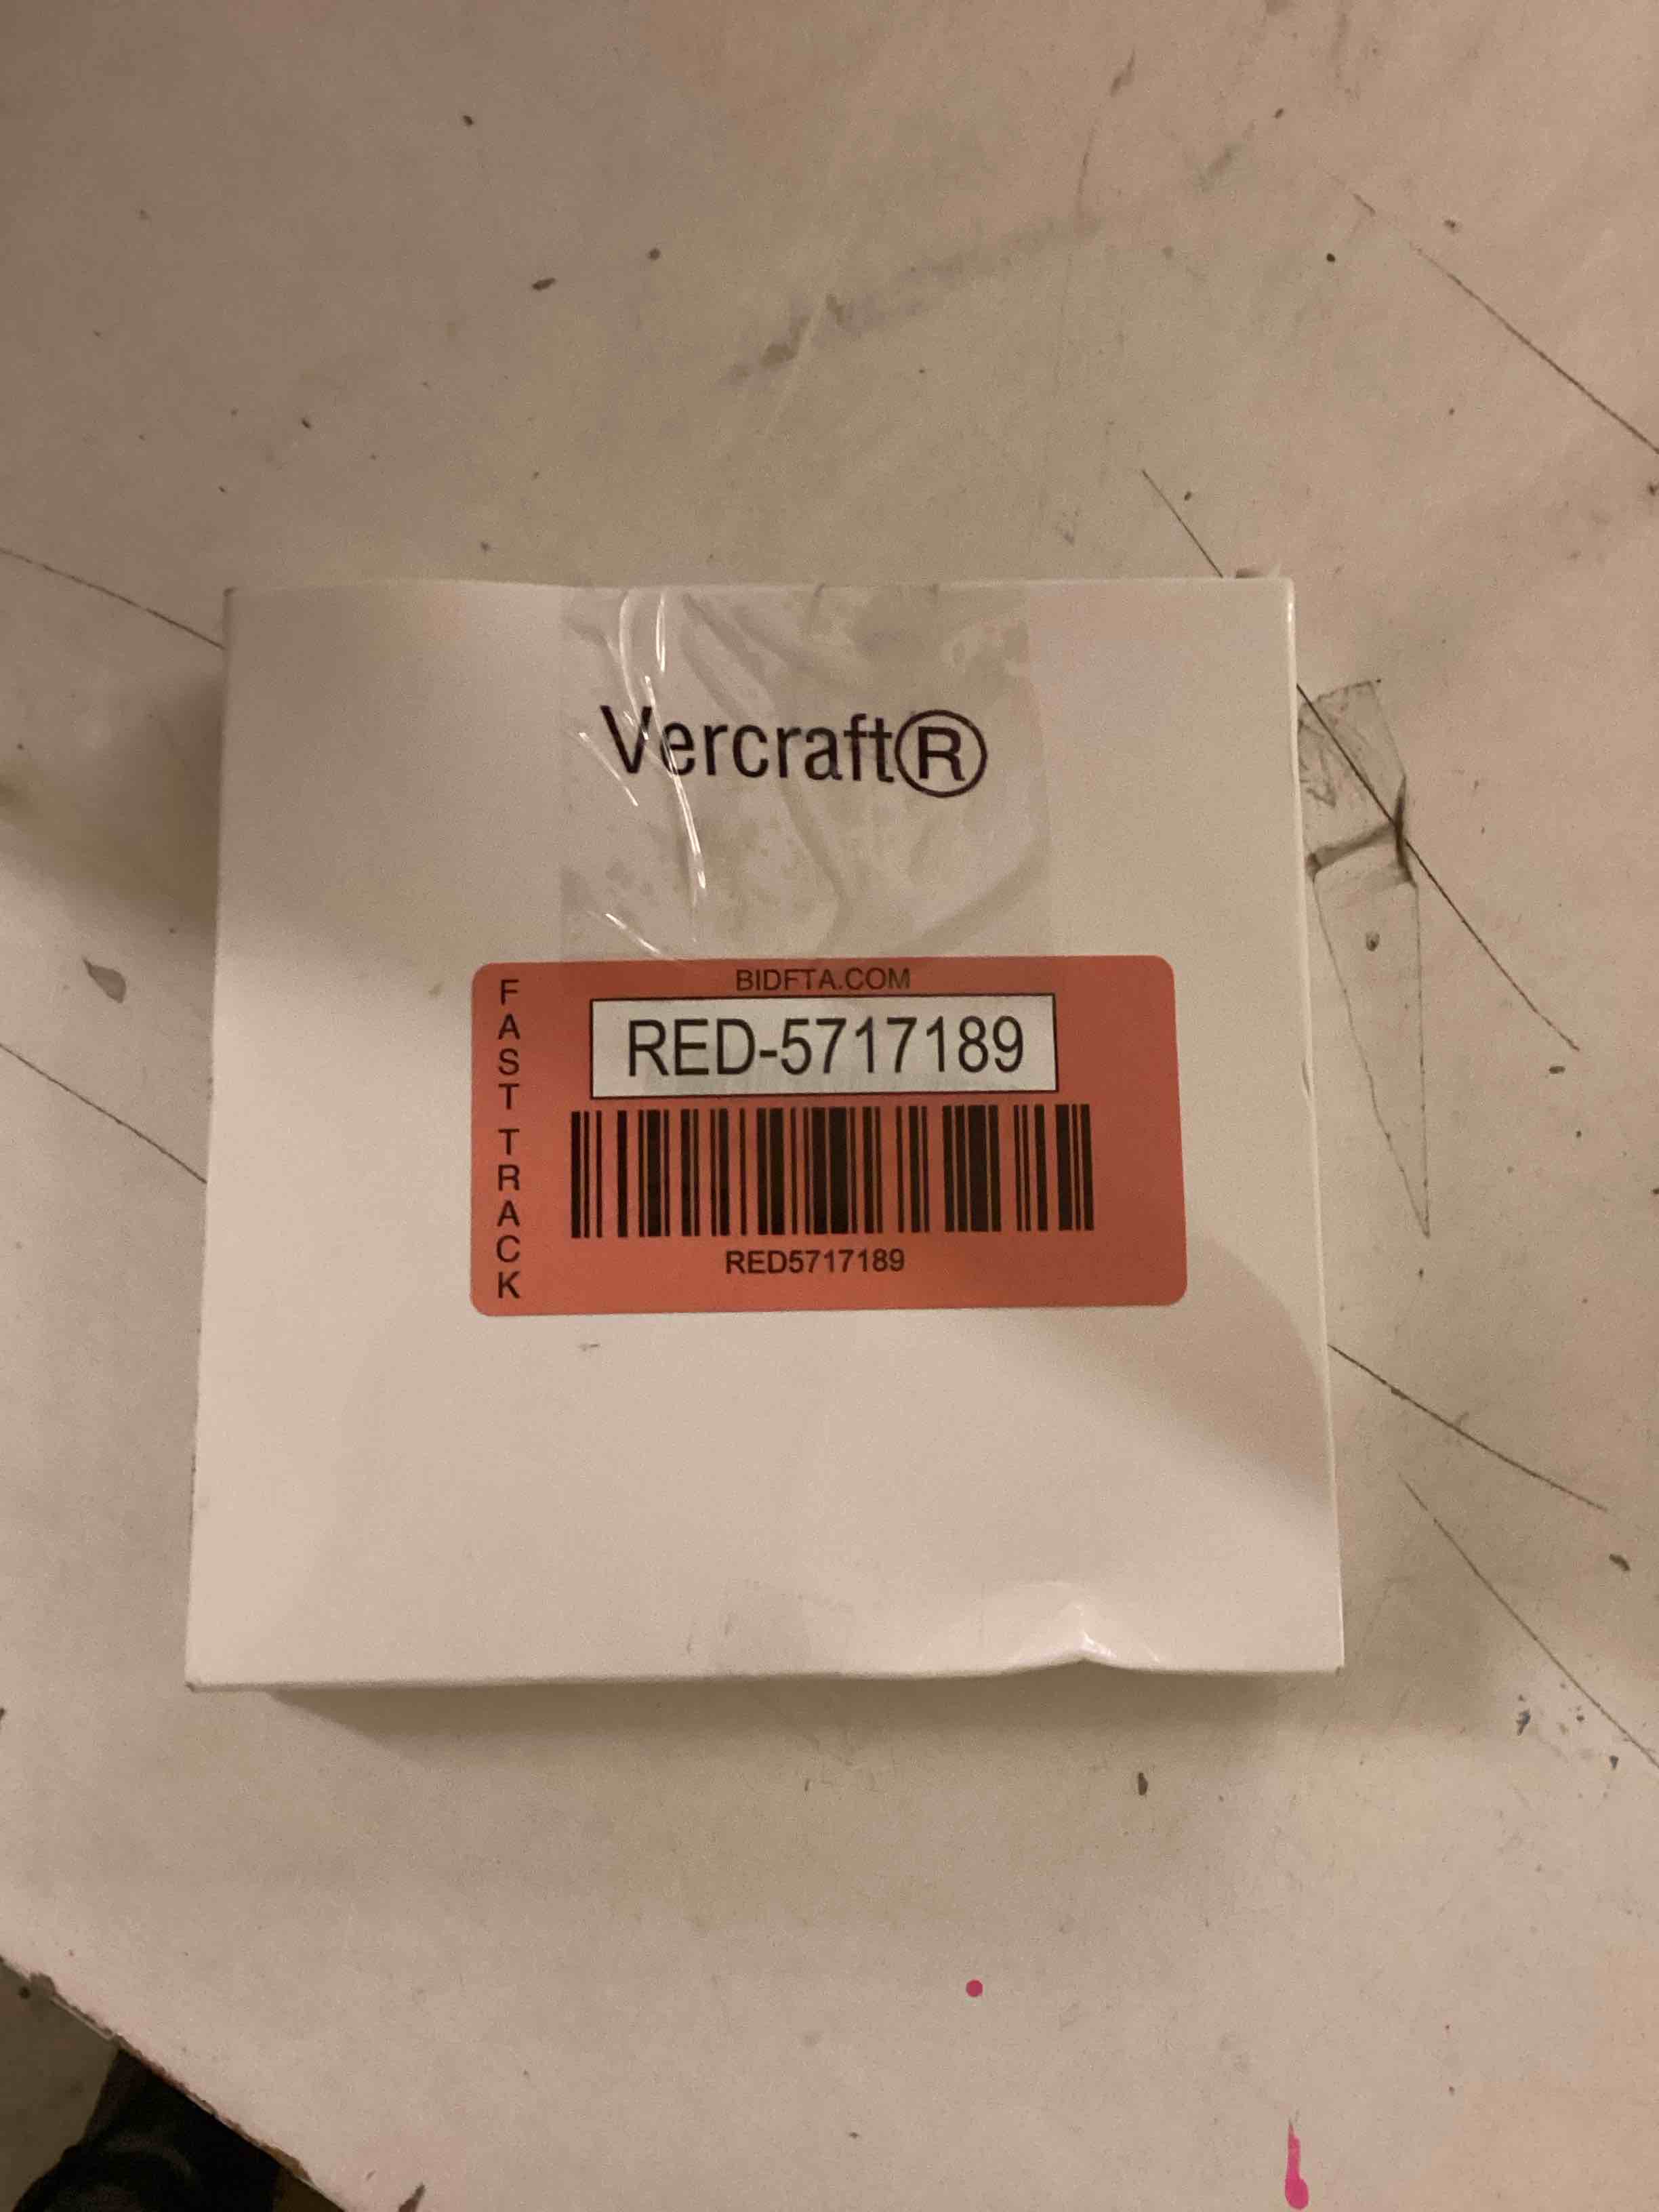 Vercraft®
BIDFTA.COM
FAST TRACK
RED-5717189
RED5717189